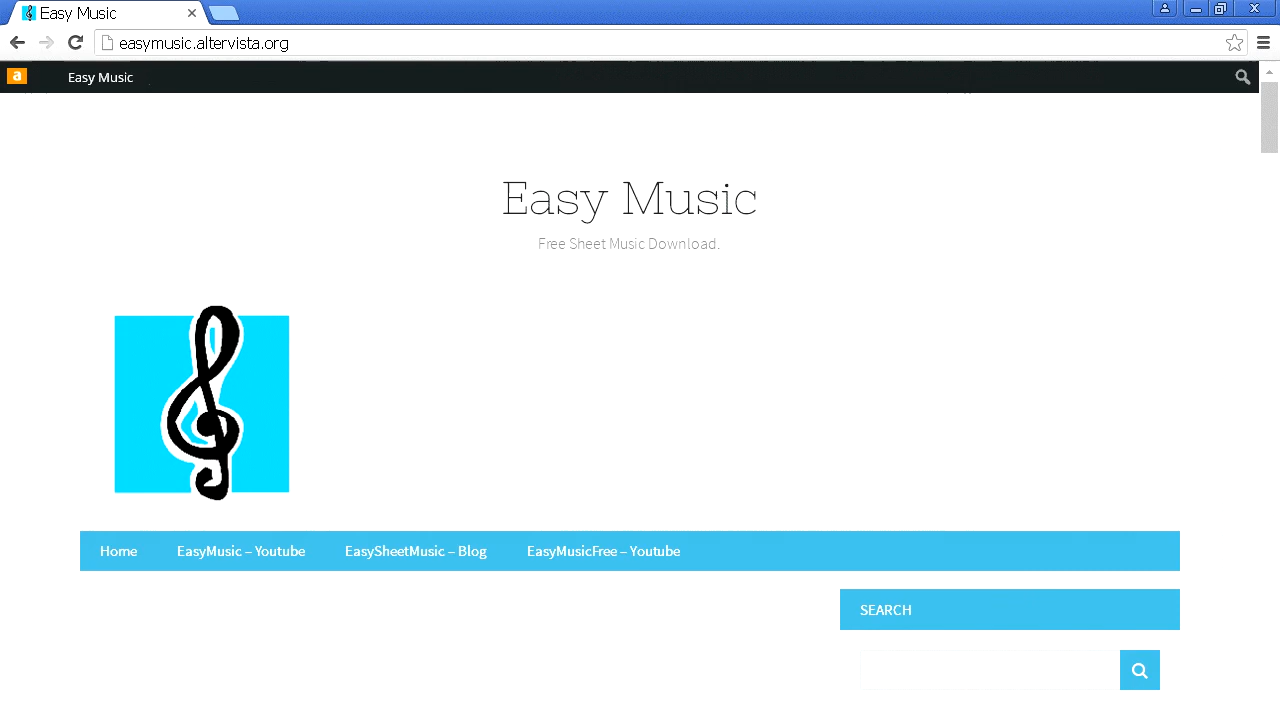 Easy Music
easymusic.altervista.org
a Easy Music
Easy Music
Free Sheet Music Download.
Home EasyMusic – Youtube EasySheetMusic – Blog EasyMusicFree – Youtube
SEARCH